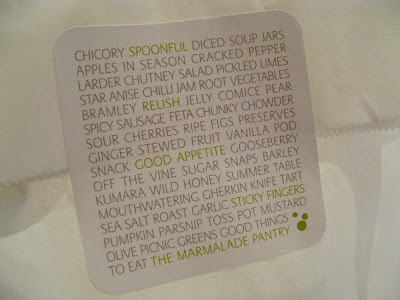 CHICORY SPOONFUL DICED SOUP JARS
APPLES IN SEASON CRACKED PEPPER
LARDER CHUTNEY SALAD PICKLED LIMES
STAR ANISE CHILLI JAM ROOT VEGETABLES
BRAMLEY RELISH JELLY COMICE PEAR
SPICY SAUSAGE FETA CHUNKY CHOWDER
SOUR CHERRIES RIPE FIGS PRESERVES
GINGER STEWED FRUIT VANILLA POD
SNACK GOOD APPETITE GOOSEBERRY
OFF THE VINE SUGAR SNAPS BARLEY
KUMARA WILD HONEY SUMMER TABLE
MOUTHWATERING GHERKIN KNIFE TART
SEA SALT ROAST GARLIC STICKY FINGERS
PUMPKIN PARSNIP TOSS POT MUSTARD
OLIVE PICNIC GREENS GOOD THINGS
TO EAT THE MARMALADE PANTRY